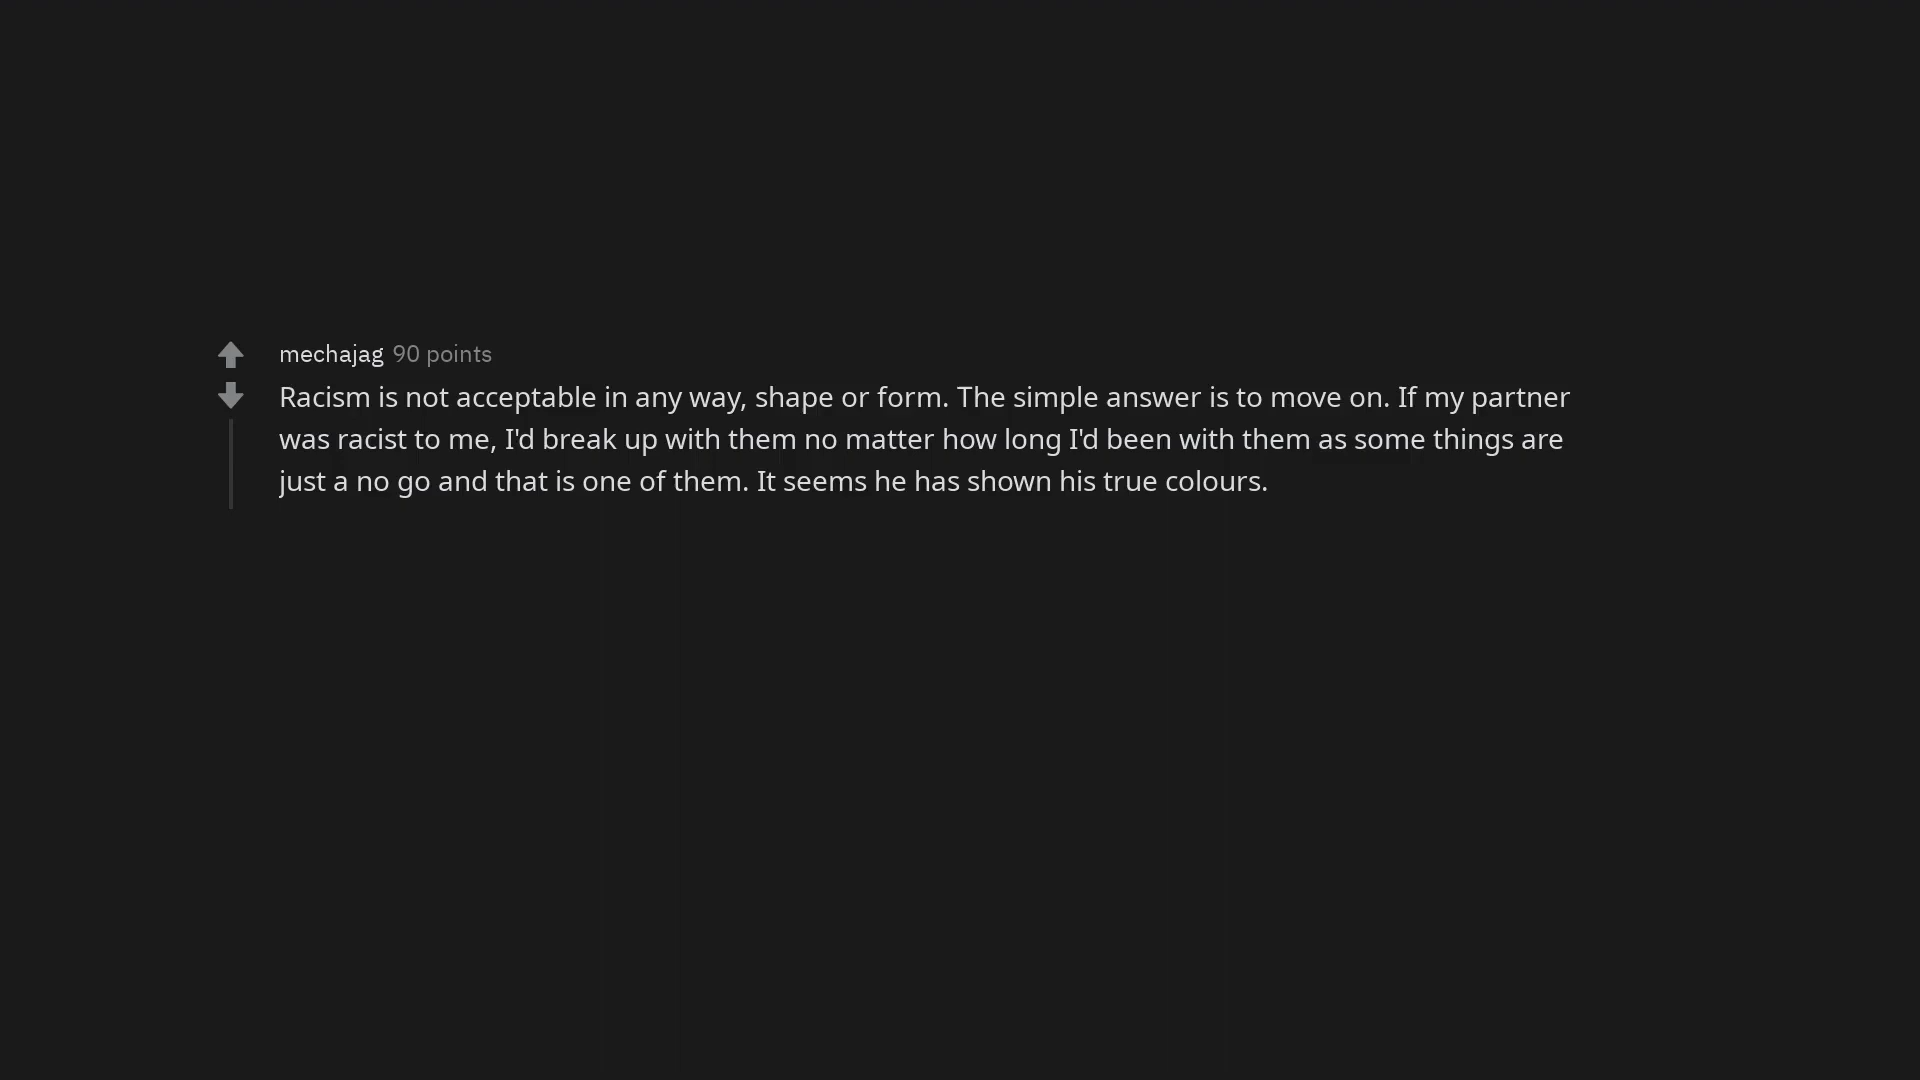 mechajag 90 points
Racism is not acceptable in any way, shape or form. The simple answer is to move on. If my partner
was racist to me, I'd break up with them no matter how long I'd been with them as some things are
just a no go and that is one of them. It seems he has shown his true colours.